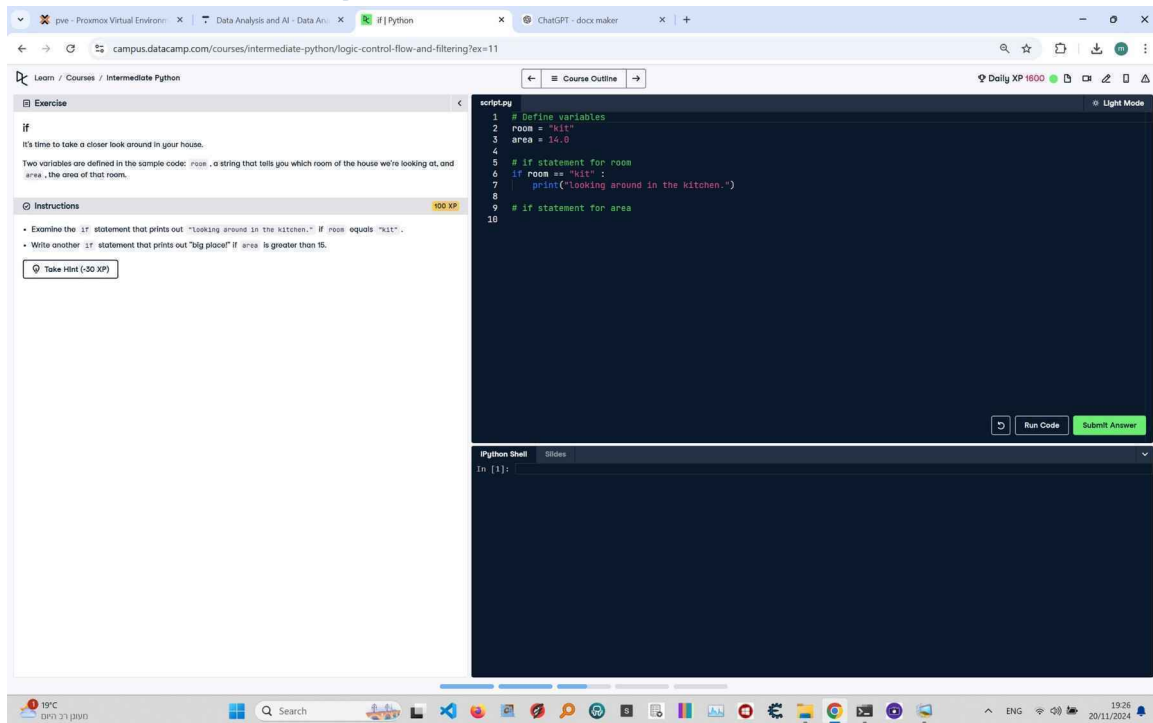 pve - Proxmox Virtual Environm
Data Analysis and AI - Data Ana
if | Python
ChatGPT - docx maker
campus.datacamp.com/courses/intermediate-python/logic-control-flow-and-filtering?ex=11
Learn / Courses / Intermediate Python
Course Outline
Daily XP 1600
Exercise
if
It's time to take a closer look around in your house.
Two variables are defined in the sample code: room , a string that tells you which room of the house we're looking at, and
area , the area of that room.
Instructions
100 XP
• Examine the if statement that prints out "looking around in the kitchen." if room equals "kit" .
• Write another if statement that prints out "big place!" if area is greater than 15.
Take Hint (-30 XP)
script.py
Light Mode
1 # Define variables
2 room = "kit"
3 area = 14.0
4
5 # if statement for room
6 if room == "kit" :
7 print("looking around in the kitchen.")
8
9 # if statement for area
10
Run Code
Submit Answer
IPython Shell
Slides
In [1]:
19°C
מעונן רב היום
Search
ENG
19:26
20/11/2024